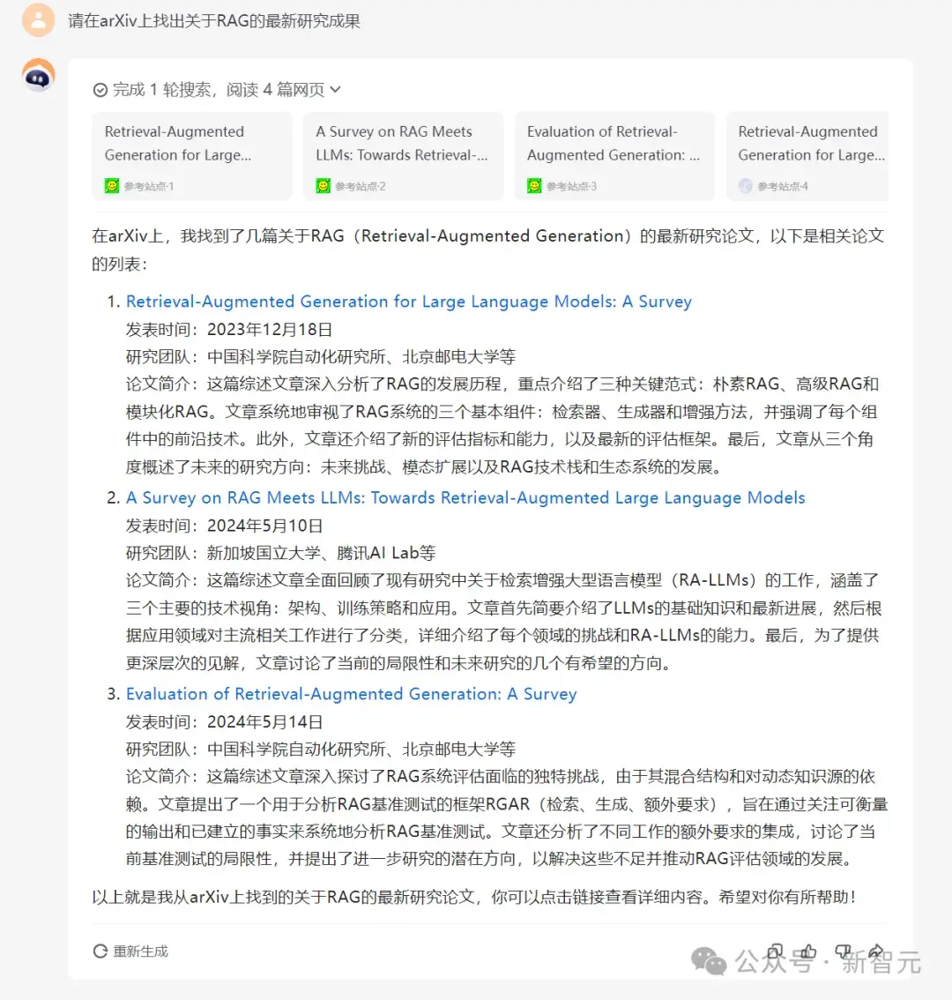 请在arXiv上找出关于RAG的最新研究成果
完成 1 轮搜索，阅读 4 篇网页
Retrieval-Augmented
Generation for Large...
参考站点·1
A Survey on RAG Meets
LLMs: Towards Retrieval-...
参考站点·2
Evaluation of Retrieval-
Augmented Generation: ...
参考站点·3
Retrieval-Augmented
Generation for Large...
参考站点·4
在arXiv上，我找到了几篇关于RAG（Retrieval-Augmented Generation）的最新研究论文，以下是相关论文
的列表：
1. Retrieval-Augmented Generation for Large Language Models: A Survey
发表时间：2023年12月18日
研究团队：中国科学院自动化研究所、北京邮电大学等
论文简介：这篇综述文章深入分析了RAG的发展历程，重点介绍了三种关键范式：朴素RAG、高级RAG和
模块化RAG。文章系统地审视了RAG系统的三个基本组件：检索器、生成器和增强方法，并强调了每个组
件中的前沿技术。此外，文章还介绍了新的评估指标和能力，以及最新的评估框架。最后，文章从三个角
度概述了未来的研究方向：未来挑战、模态扩展以及RAG技术栈和生态系统的发展。
2. A Survey on RAG Meets LLMs: Towards Retrieval-Augmented Large Language Models
发表时间：2024年5月10日
研究团队：新加坡国立大学、腾讯AI Lab等
论文简介：这篇综述文章全面回顾了现有研究中关于检索增强大型语言模型（RA-LLMs）的工作，涵盖了
三个主要的技术视角：架构、训练策略和应用。文章首先简要介绍了LLMs的基础知识和最新进展，然后根
据应用领域对主流相关工作进行了分类，详细介绍了每个领域的挑战和RA-LLMs的能力。最后，为了提供
更深层次的见解，文章讨论了当前的局限性和未来研究的几个有希望的方向。
3. Evaluation of Retrieval-Augmented Generation: A Survey
发表时间：2024年5月14日
研究团队：中国科学院自动化研究所、北京邮电大学等
论文简介：这篇综述文章深入探讨了RAG系统评估面临的独特挑战，由于其混合结构和对动态知识源的依
赖。文章提出了一个用于分析RAG基准测试的框架RGAR（检索、生成、额外要求），旨在通过关注可衡量
的输出和已建立的事实来系统地分析RAG基准测试。文章还分析了不同工作的额外要求的集成，讨论了当
前基准测试的局限性，并提出了进一步研究的潜在方向，以解决这些不足并推动RAG评估领域的发展。
以上就是我从arXiv上找到的关于RAG的最新研究论文，你可以点击链接查看详细内容。希望对你有所帮助！
重新生成
公众号 · 新智元